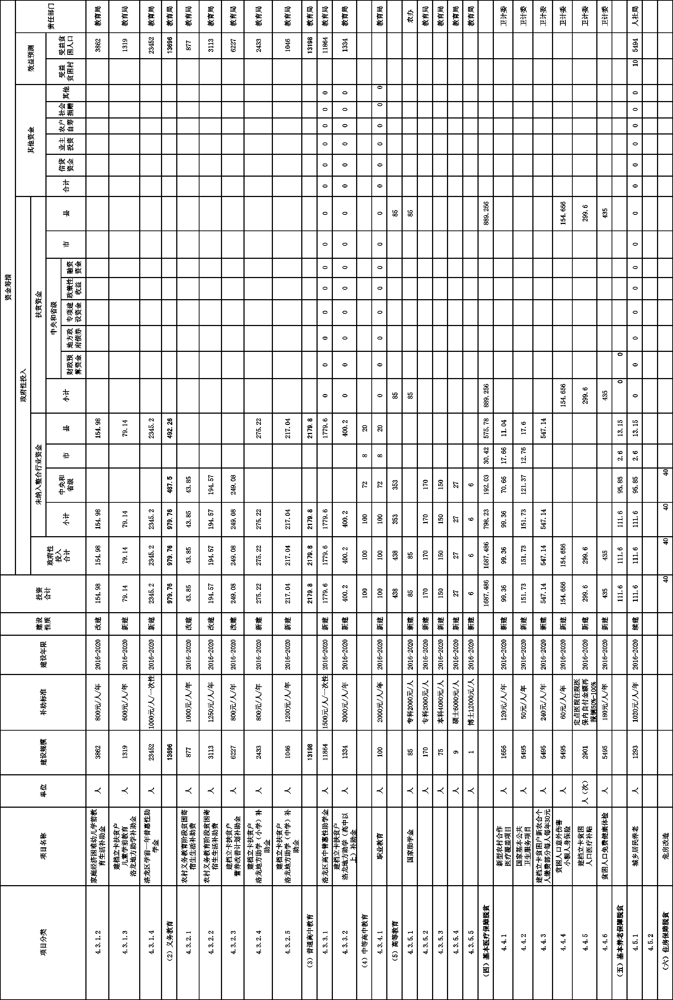 项目分类 项目名称 单位 建设规模 补助标准 建设年限 建设性质 投资合计 资金筹措 效益预测 责任部门
政府性投入 其他资金
政府性投入合计 未纳入整合行业资金 扶贫资金
小计 中央和省级 市 县 小计 中央和省级 市 县 合计 信贷资金 业主投资 农户自筹 社会捐赠 其他 受益贫困村 受益贫困人口
财政预算资金 地方政府债券 专项建设资金 政策性收益 融资资金
4.3.1.2 家庭经济困难幼儿学前教育生活补助金 人 3862 800元/人/年 2016-2020 改建 154.98 154.98 154.98 154.98 3862 教育局
4.3.1.3 建档立卡扶贫户儿童学前教育洛龙地方助学补助金 人 1319 600元/人/年 2016-2020 新建 79.14 79.14 79.14 79.14 1319 教育局
4.3.1.4 洛龙区学前一年普惠性助学金 人 23452 1000元/人/一次性 2016-2020 新建 2345.2 2345.2 2345.2 2345.2 23452 教育局
（2）义务教育 13696 979.76 979.76 979.76 487.5 492.26 13696 教育局
4.3.2.1 农村义务教育阶段贫困寄宿生生活补助费 人 877 1000元/人/年 2016-2020 改建 43.85 43.85 43.85 43.85 877 教育局
4.3.2.2 农村义务教育阶段贫困寄宿生生活补助费 人 3113 1250元/人/年 2016-2020 改建 194.57 194.57 194.57 194.57 3113 教育局
4.3.2.3 建档立卡扶贫户营养改善计划补助金 人 6227 800元/人/年 2016-2020 改建 249.08 249.08 249.08 249.08 6227 教育局
4.3.2.4 建档立卡扶贫户洛龙地方助学（小学）补助金 人 2433 800元/人/年 2016-2020 新建 275.22 275.22 275.22 275.22 2433 教育局
4.3.2.5 建档立卡扶贫户洛龙地方助学（中学）补助金 人 1046 1200元/人/年 2016-2020 新建 217.04 217.04 217.04 217.04 1046 教育局
（3）普通高中教育 13198 2179.8 2179.8 2179.8 2179.8 13198 教育局
4.3.3.1 洛龙区高中普惠性助学金 人 11864 1500元/人/一次性 2016-2020 新建 1779.6 1779.6 1779.6 1779.6 0 0 0 0 0 0 0 0 0 0 0 0 0 0 11864 教育局
4.3.3.2 建档立卡扶贫户洛龙地方助学（高中以上）补助金 人 1334 3000元/人/年 2016-2020 新建 400.2 400.2 400.2 400.2 0 0 0 0 0 0 0 0 0 0 0 0 0 0 1334 教育局
（4）中等高中教育 100 100 100 72 8 20
4.3.4.1 职业教育 人 100 2000元/人/年 2016-2020 新建 100 100 100 72 8 20 0 0 0 0 0 0 0 0 0 0 0 0 0 0 教育局
（5）高等教育 438 438 353 353 85 85
4.3.5.1 国家助学金 人 85 专科2000元/人 2016-2020 新建 85 85 85 85 农办
4.3.5.2 人 170 专科2000元/人 2016-2020 新建 170 170 170 170 教育局
4.3.5.3 人 75 本科4000元/人 2016-2020 新建 150 150 150 150 教育局
4.3.5.4 人 9 硕士6000元/人 2016-2020 新建 27 27 27 27 教育局
4.3.5.5 人 1 博士12000元/人 2016-2020 新建 6 6 6 6 教育局
（四）基本医疗保障脱贫 1687.486 1687.486 798.23 192.03 30.42 575.78 889.256 889.256
4.4.1 新型农村合作医疗覆盖项目 人 1656 120元/人/年 2016-2020 新建 99.36 99.36 99.36 70.66 17.66 11.04 卫计委
4.4.2 国家基本公共卫生服务项目 人 5495 50元/人/年 2016-2020 新建 151.73 151.73 151.73 121.37 12.76 17.6 卫计委
4.4.3 建档立卡贫困户新农合个人缴费部分每人每年30元 人 5495 240元/人/年 2016-2020 新建 547.14 547.14 547.14 547.14 卫计委
4.4.4 贫困人口意外伤害小额人身保险 人 5495 60元/人/年 2016-2020 新建 154.656 154.656 154.656 154.656 卫计委
4.4.5 建档立卡贫困人口医疗补贴 人（次） 2901 定点医院住院医保内自付金额再报销50%-100% 2016-2020 新建 299.6 299.6 299.6 299.6 卫计委
4.4.6 贫困人口免费健康体检 人 5495 180元/人/年 2016-2020 新建 435 435 435 435 卫计委
（五）基本养老保障脱贫 111.6 111.6 111.6 95.85 2.6 13.15 0 0
4.5.1 城乡居民养老 人 1293 1020元/人/年 2016-2020 续建 111.6 111.6 111.6 95.85 2.6 13.15 0 0 0 0 0 0 0 0 0 0 0 0 0 0 10 5494 人社局
4.5.2
（六）住房保障脱贫 危房改造 40 40 40 40